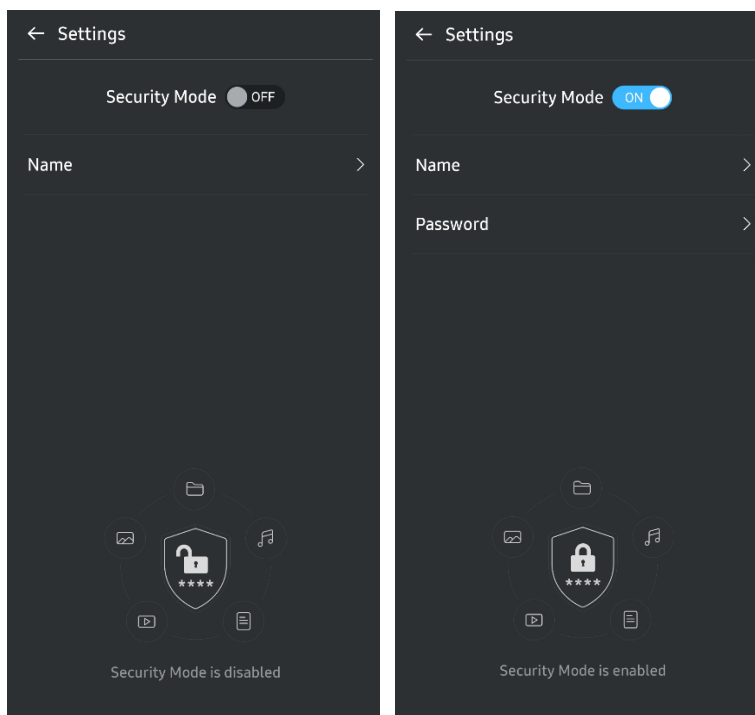 Settings
Security Mode OFF
Name
****
Security Mode is disabled
Settings
Security Mode ON
Name
Password
****
Security Mode is enabled